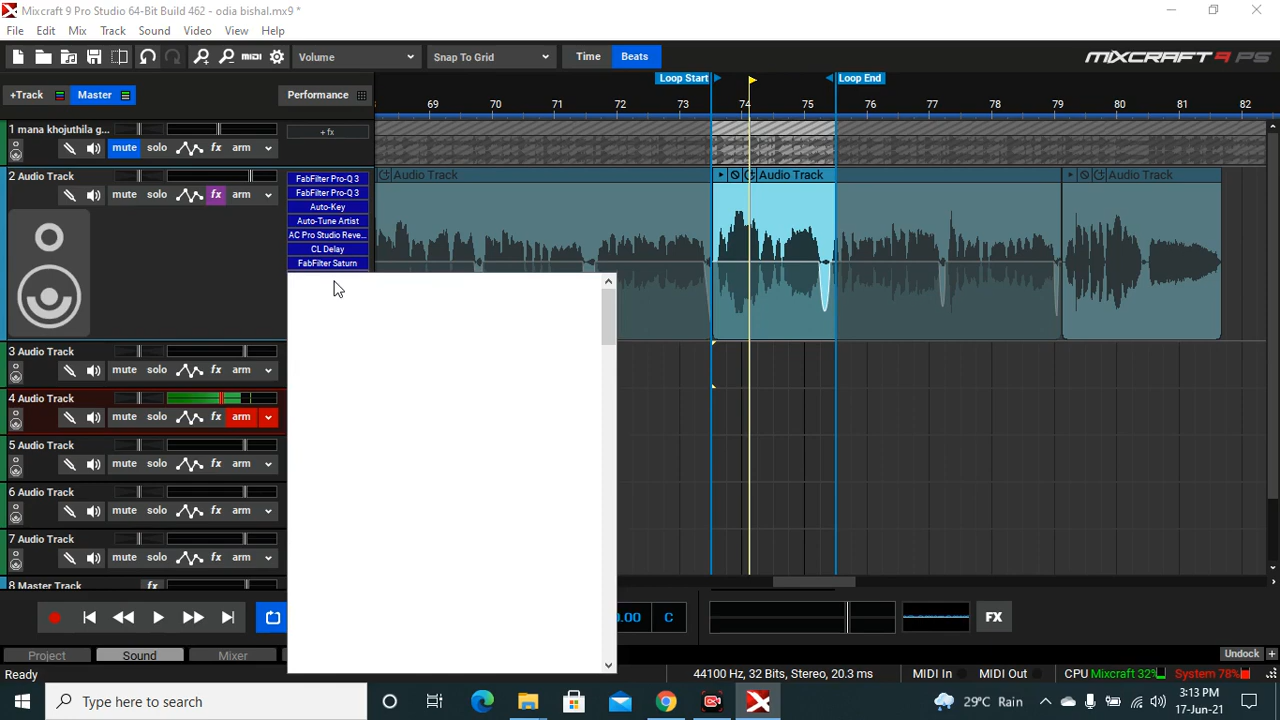 Mixcraft 9 Pro Studio 64-Bit Build 462 - odia bishal.mx9 *
File Edit Mix Track Sound Video View Help
MIDI Volume Snap To Grid Time Beats MIXCRAFT 9 PS
Loop Start Loop End
+Track Master Performance
69 70 71 72 73 74 75 76 77 78 79 80 81 82
1 mana khojuthila g...
+ fx
mute solo fx arm
2 Audio Track
fx
mute solo fx arm
FabFilter Pro-Q 3
FabFilter Pro-Q 3
Auto-Key
Auto-Tune Artist
AC Pro Studio Reve...
CL Delay
FabFilter Saturn
Audio Track Audio Track Audio Track
3 Audio Track
mute solo fx arm
4 Audio Track
mute solo fx arm
5 Audio Track
mute solo fx arm
6 Audio Track
mute solo fx arm
7 Audio Track
mute solo fx arm
8 Master Track fx
0.00 C FX
Project Sound Mixer Undock
Ready 44100 Hz, 32 Bits, Stereo, 20.3 ms MIDI In MIDI Out CPU Mixcraft 32% System 78%
Type here to search 29°C Rain 3:13 PM
17-Jun-21